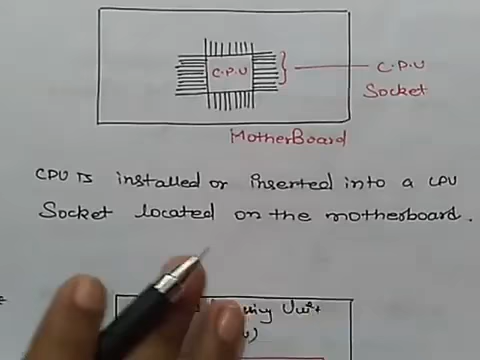 C.P.U
C.P.U
Socket
MotherBoard
CPU Is installed or inserted into a CPU
Socket located on the motherboard.